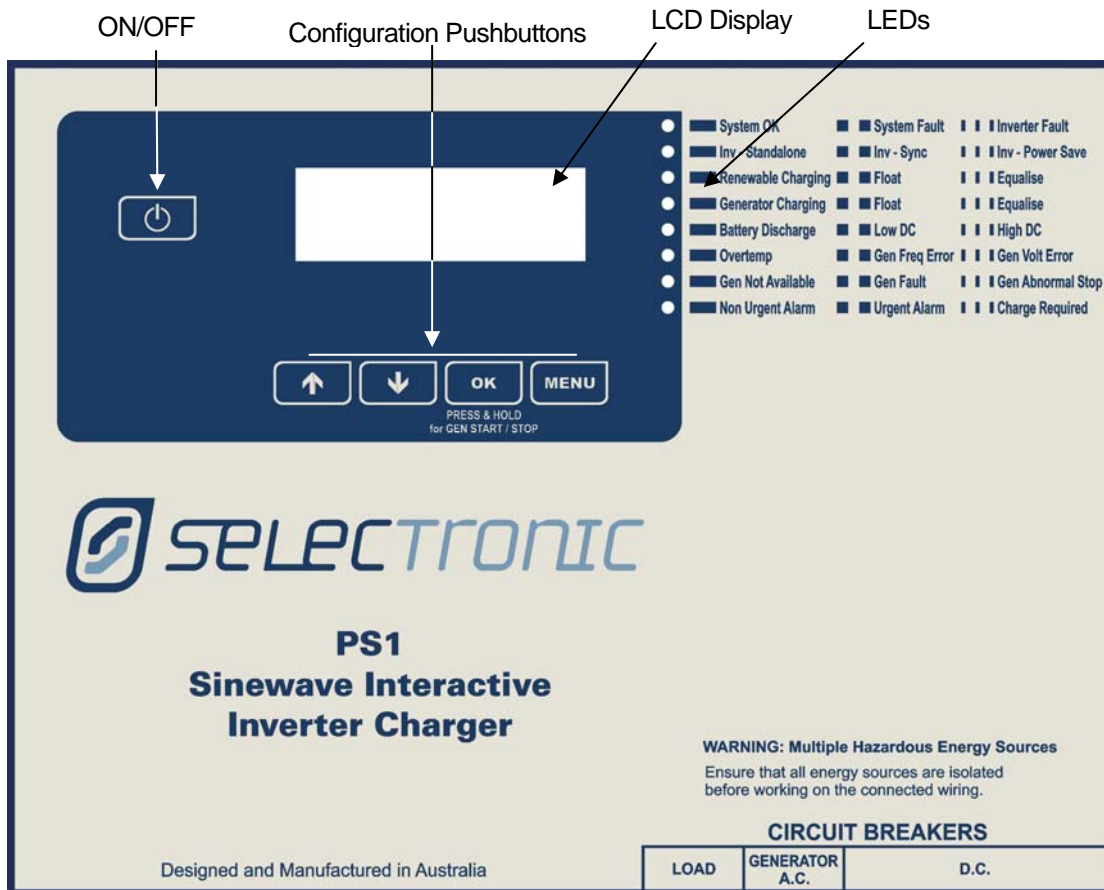 ON/OFF
Configuration Pushbuttons
LCD Display
LEDs
System OK System Fault Inverter Fault
Inv - Standalone Inv - Sync Inv - Power Save
Renewable Charging Float Equalise
Generator Charging Float Equalise
Battery Discharge Low DC High DC
Overtemp Gen Freq Error Gen Volt Error
Gen Not Available Gen Fault Gen Abnormal Stop
Non Urgent Alarm Urgent Alarm Charge Required
OK MENU
PRESS & HOLD
for GEN START / STOP
SELECTRONIC
PS1
Sinewave Interactive
Inverter Charger
WARNING: Multiple Hazardous Energy Sources
Ensure that all energy sources are isolated
before working on the connected wiring.
CIRCUIT BREAKERS
LOAD
GENERATOR
A.C.
D.C.
Designed and Manufactured in Australia